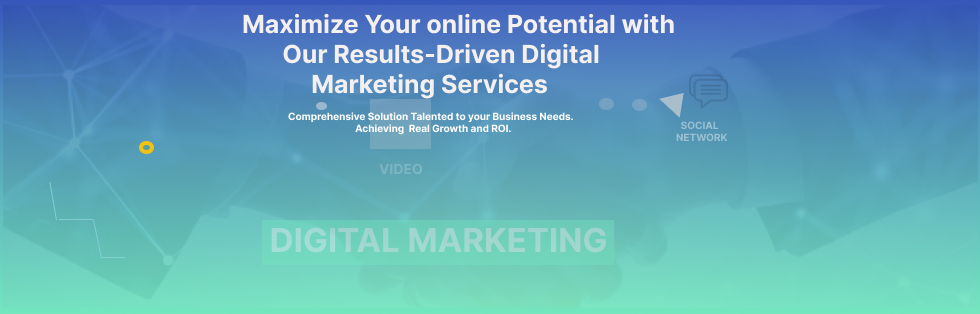 Maximize Your online Potential with
Our Results-Driven Digital
Marketing Services
Comprehensive Solution Talented to your Business Needs.
Achieving Real Growth and ROI.
SOCIAL
NETWORK
VIDEO
DIGITAL MARKETING